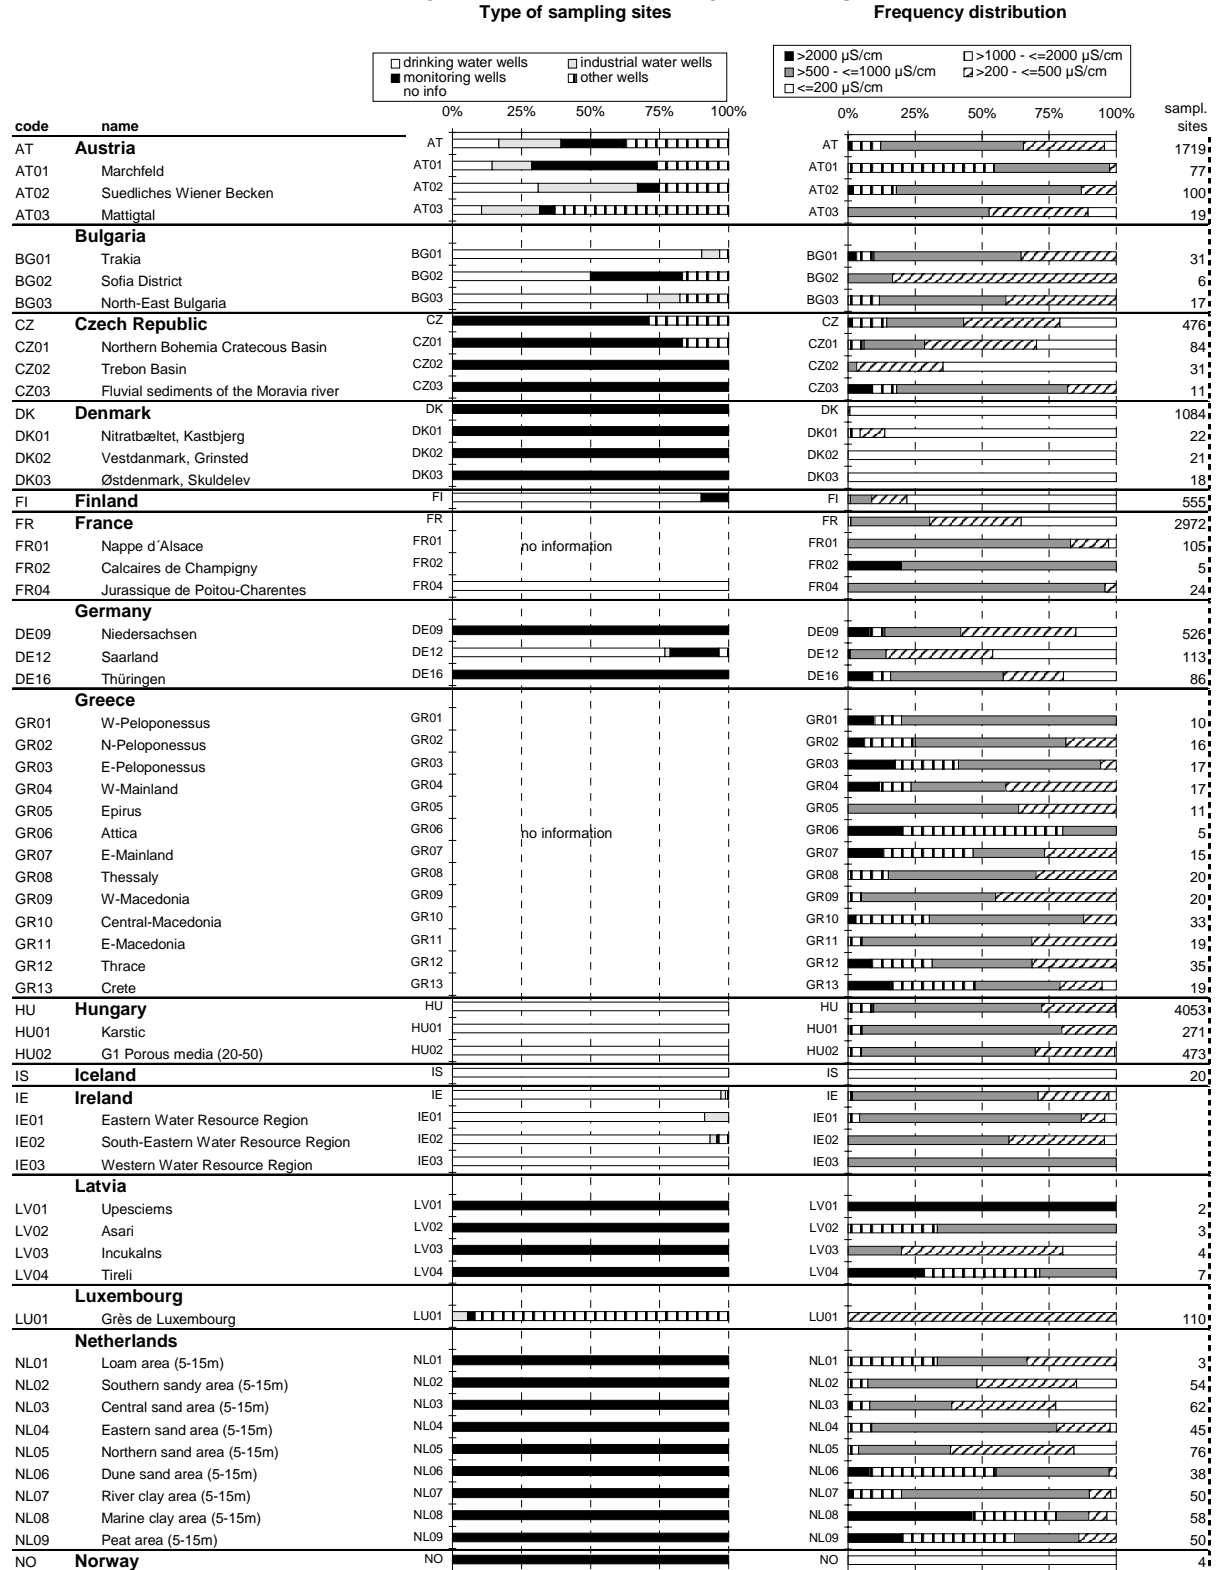 Type of sampling sites Frequency distribution
drinking water wells industrial water wells
monitoring wells other wells
no info
>2000 µS/cm >1000 - <=2000 µS/cm
>500 - <=1000 µS/cm >200 - <=500 µS/cm
<=200 µS/cm
0% 25% 50% 75% 100% 0% 25% 50% 75% 100% sampl.
code name sites
AT Austria AT AT 1719
AT01 Marchfeld AT01 AT01 77
AT02 Suedliches Wiener Becken AT02 AT02 100
AT03 Mattigtal AT03 AT03 19
Bulgaria
BG01 Trakia BG01 BG01 31
BG02 Sofia District BG02 BG02 6
BG03 North-East Bulgaria BG03 BG03 17
CZ Czech Republic CZ CZ 476
CZ01 Northern Bohemia Cratecous Basin CZ01 CZ01 84
CZ02 Trebon Basin CZ02 CZ02 31
CZ03 Fluvial sediments of the Moravia river CZ03 CZ03 11
DK Denmark DK DK 1084
DK01 Nitratbæltet, Kastbjerg DK01 DK01 22
DK02 Vestdanmark, Grinsted DK02 DK02 21
DK03 Østdenmark, Skuldelev DK03 DK03 18
FI Finland FI FI 555
FR France FR FR 2972
FR01 Nappe d´Alsace FR01 no information FR01 105
FR02 Calcaires de Champigny FR02 FR02 5
FR04 Jurassique de Poitou-Charentes FR04 FR04 24
Germany
DE09 Niedersachsen DE09 DE09 526
DE12 Saarland DE12 DE12 113
DE16 Thüringen DE16 DE16 86
Greece
GR01 W-Peloponessus GR01 GR01 10
GR02 N-Peloponessus GR02 GR02 16
GR03 E-Peloponessus GR03 GR03 17
GR04 W-Mainland GR04 GR04 17
GR05 Epirus GR05 GR05 11
GR06 Attica GR06 no information GR06 5
GR07 E-Mainland GR07 GR07 15
GR08 Thessaly GR08 GR08 20
GR09 W-Macedonia GR09 GR09 20
GR10 Central-Macedonia GR10 GR10 33
GR11 E-Macedonia GR11 GR11 19
GR12 Thrace GR12 GR12 35
GR13 Crete GR13 GR13 19
HU Hungary HU HU 4053
HU01 Karstic HU01 HU01 271
HU02 G1 Porous media (20-50) HU02 HU02 473
IS Iceland IS IS 20
IE Ireland IE IE
IE01 Eastern Water Resource Region IE01 IE01
IE02 South-Eastern Water Resource Region IE02 IE02
IE03 Western Water Resource Region IE03 IE03
Latvia
LV01 Upesciems LV01 LV01 2
LV02 Asari LV02 LV02 3
LV03 Incukalns LV03 LV03 4
LV04 Tireli LV04 LV04 7
Luxembourg
LU01 Grès de Luxembourg LU01 LU01 110
Netherlands
NL01 Loam area (5-15m) NL01 NL01 3
NL02 Southern sandy area (5-15m) NL02 NL02 54
NL03 Central sand area (5-15m) NL03 NL03 62
NL04 Eastern sand area (5-15m) NL04 NL04 45
NL05 Northern sand area (5-15m) NL05 NL05 76
NL06 Dune sand area (5-15m) NL06 NL06 38
NL07 River clay area (5-15m) NL07 NL07 50
NL08 Marine clay area (5-15m) NL08 NL08 58
NL09 Peat area (5-15m) NL09 NL09 50
NO Norway NO NO 4